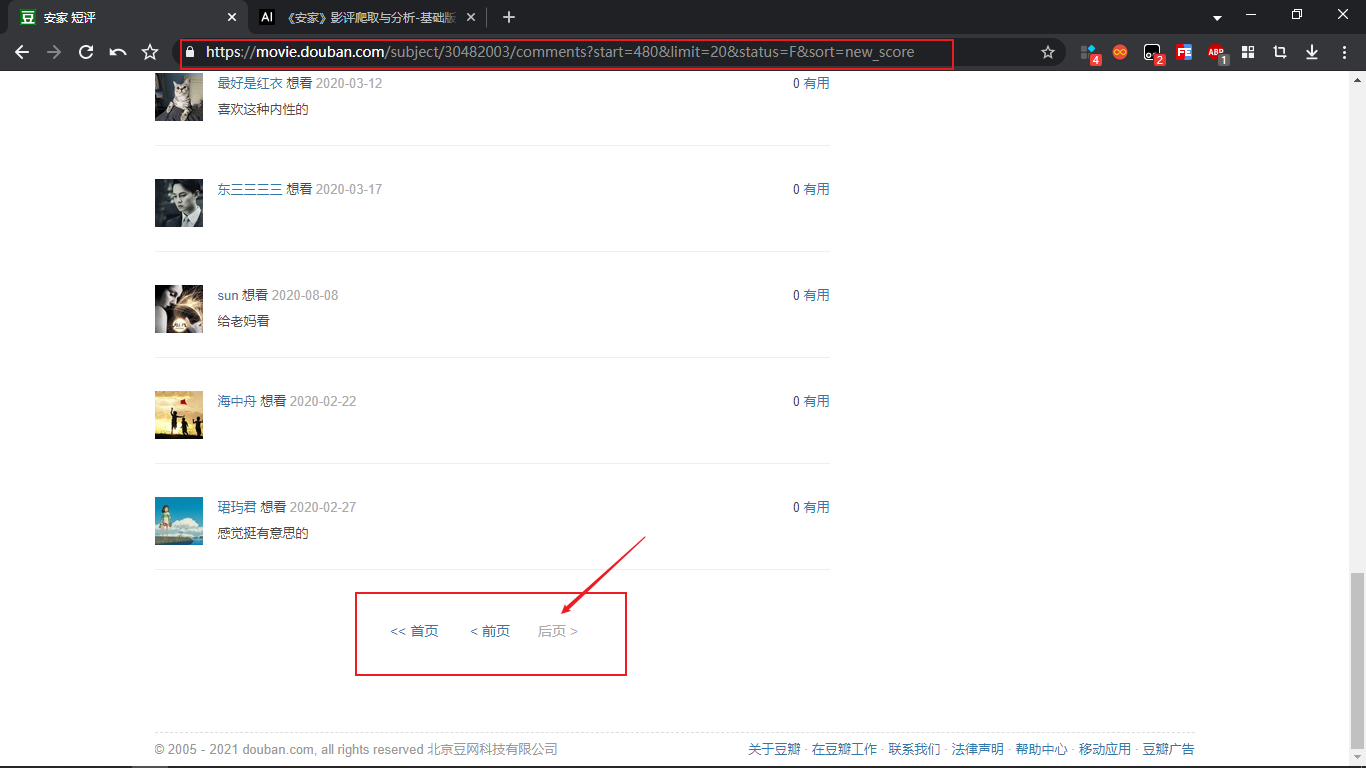 安家 短评
《安家》影评爬取与分析-基础版
https://movie.douban.com/subject/30482003/comments?start=480&limit=20&status=F&sort=new_score
4
2
FE
ABP
1
最好是红衣 想看 2020-03-12 0 有用
喜欢这种内性的
东三三三三 想看 2020-03-17 0 有用
sun 想看 2020-08-08 0 有用
给老妈看
海中舟 想看 2020-02-22 0 有用
珺玙君 想看 2020-02-27 0 有用
感觉挺有意思的
<< 首页 < 前页 后页 >
© 2005 - 2021 douban.com, all rights reserved 北京豆网科技有限公司 关于豆瓣 · 在豆瓣工作 · 联系我们 · 法律声明 · 帮助中心 · 移动应用 · 豆瓣广告